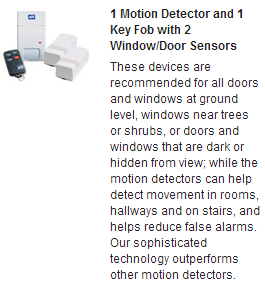 1 Motion Detector and 1
Key Fob with 2
Window/Door Sensors
These devices are
recommended for all doors
and windows at ground
level, windows near trees
or shrubs, or doors and
windows that are dark or
hidden from view; while the
motion detectors can help
detect movement in rooms,
hallways and on stairs, and
helps reduce false alarms.
Our sophisticated
technology outperforms
other motion detectors.